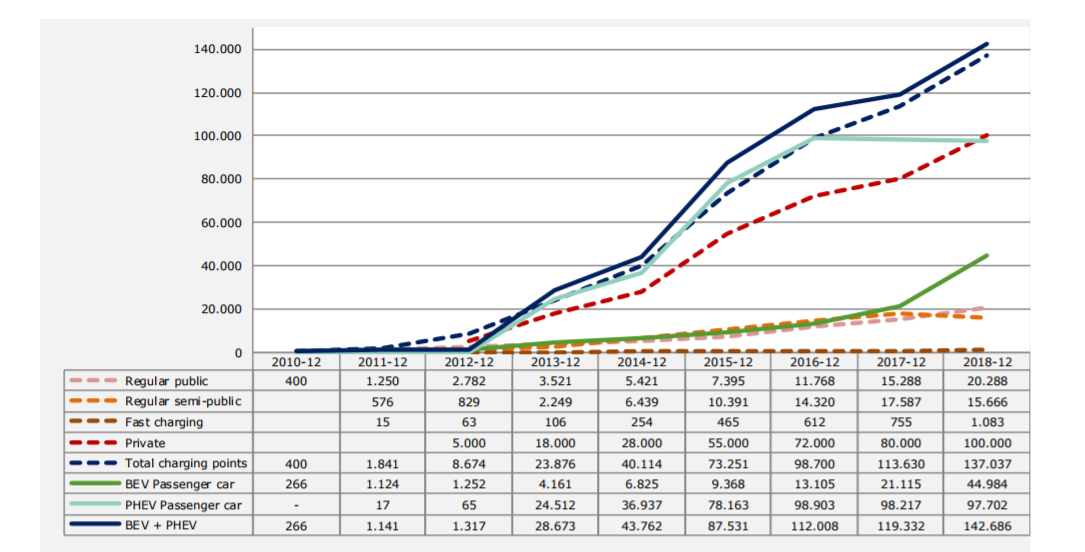 140.000
120.000
100.000
80.000
60.000
40.000
20.000
0
2010-12 2011-12 2012-12 2013-12 2014-12 2015-12 2016-12 2017-12 2018-12
Regular public 400 1.250 2.782 3.521 5.421 7.395 11.768 15.288 20.288
Regular semi-public 576 829 2.249 6.439 10.391 14.320 17.587 15.666
Fast charging 15 63 106 254 465 612 755 1.083
Private 5.000 18.000 28.000 55.000 72.000 80.000 100.000
Total charging points 400 1.841 8.674 23.876 40.114 73.251 98.700 113.630 137.037
BEV Passenger car 266 1.124 1.252 4.161 6.825 9.368 13.105 21.115 44.984
PHEV Passenger car - 17 65 24.512 36.937 78.163 98.903 98.217 97.702
BEV + PHEV 266 1.141 1.317 28.673 43.762 87.531 112.008 119.332 142.686